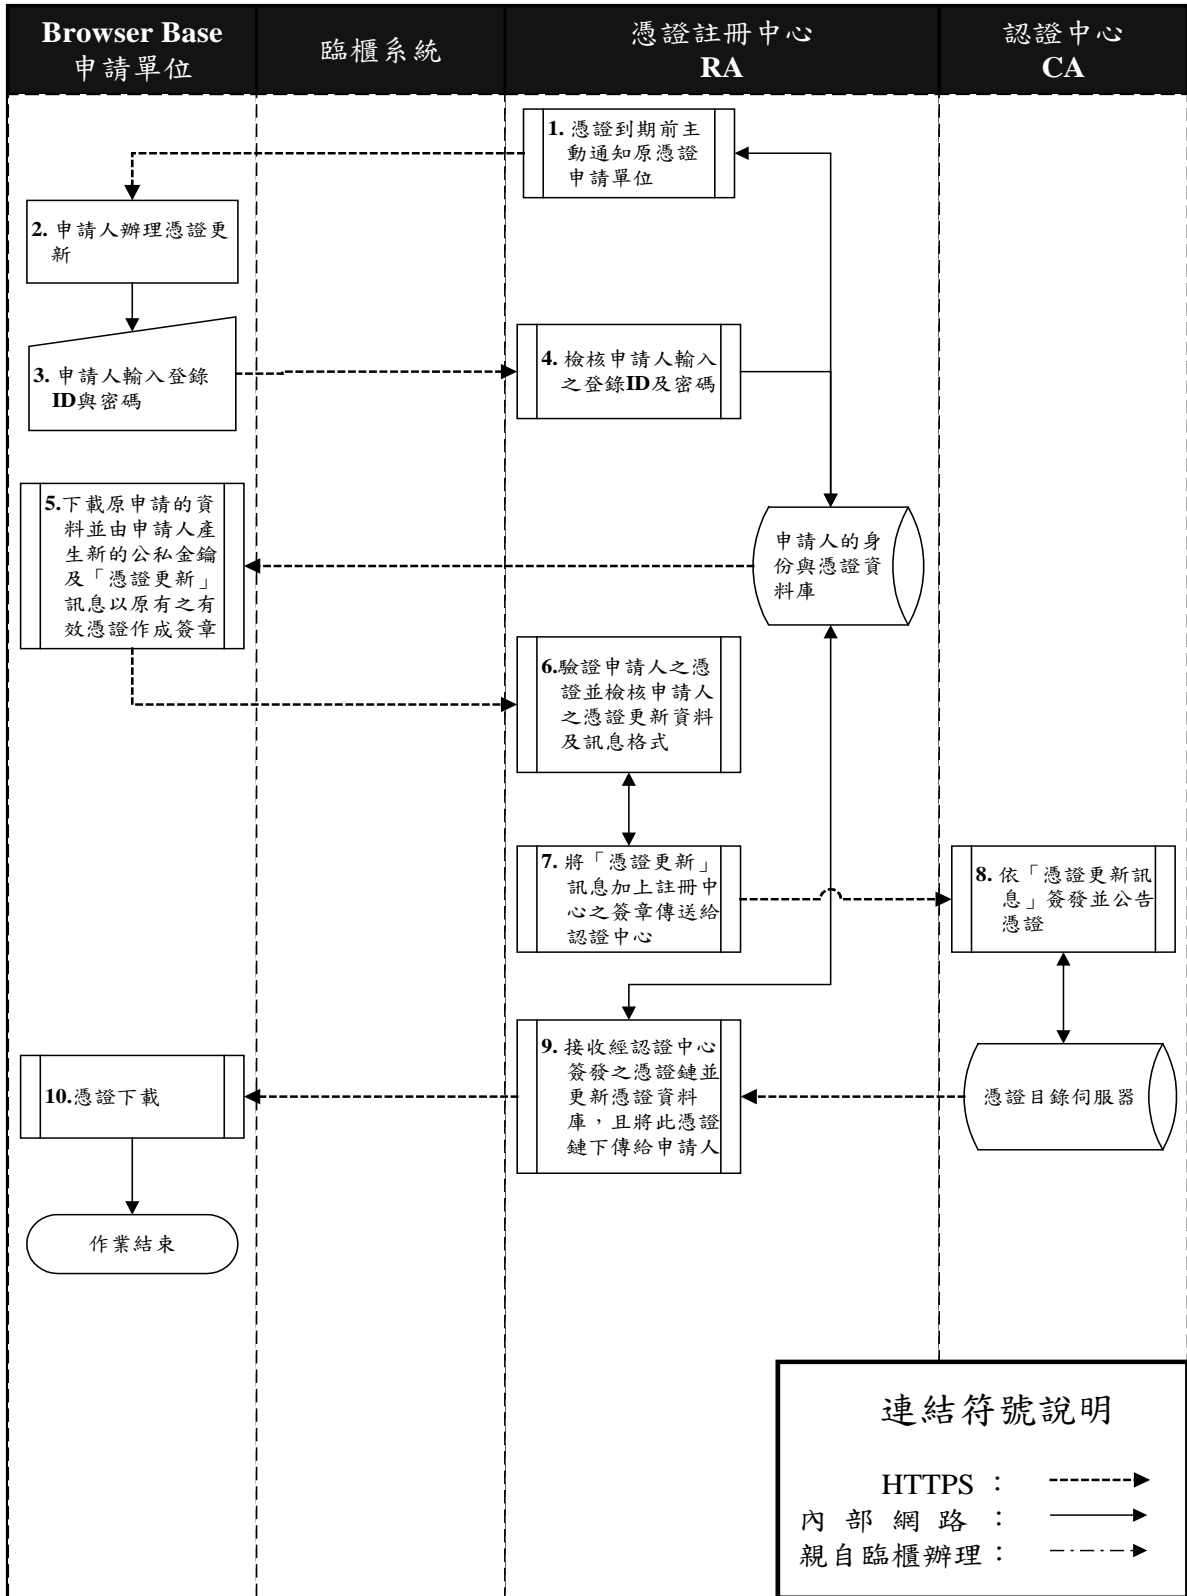 Browser Base
申請單位
臨櫃系統
憑證註冊中心
RA
認證中心
CA
1. 憑證到期前主
動通知原憑證
申請單位
2. 申請人辦理憑證更
新
3. 申請人輸入登錄
ID與密碼
4. 檢核申請人輸入
之登錄ID及密碼
5.下載原申請的資
料並由申請人產
生新的公私金鑰
及「憑證更新」
訊息以原有之有
效憑證作成簽章
申請人的身
份與憑證資
料庫
6.驗證申請人之憑
證並檢核申請人
之憑證更新資料
及訊息格式
7. 將「憑證更新」
訊息加上註冊中
心之簽章傳送給
認證中心
8. 依「憑證更新訊
息」簽發並公告
憑證
9. 接收經認證中心
簽發之憑證鏈並
更新憑證資料
庫，且將此憑證
鏈下傳給申請人
憑證目錄伺服器
10.憑證下載
作業結束
連結符號說明
HTTPS ：
內部網路：
親自臨櫃辦理：